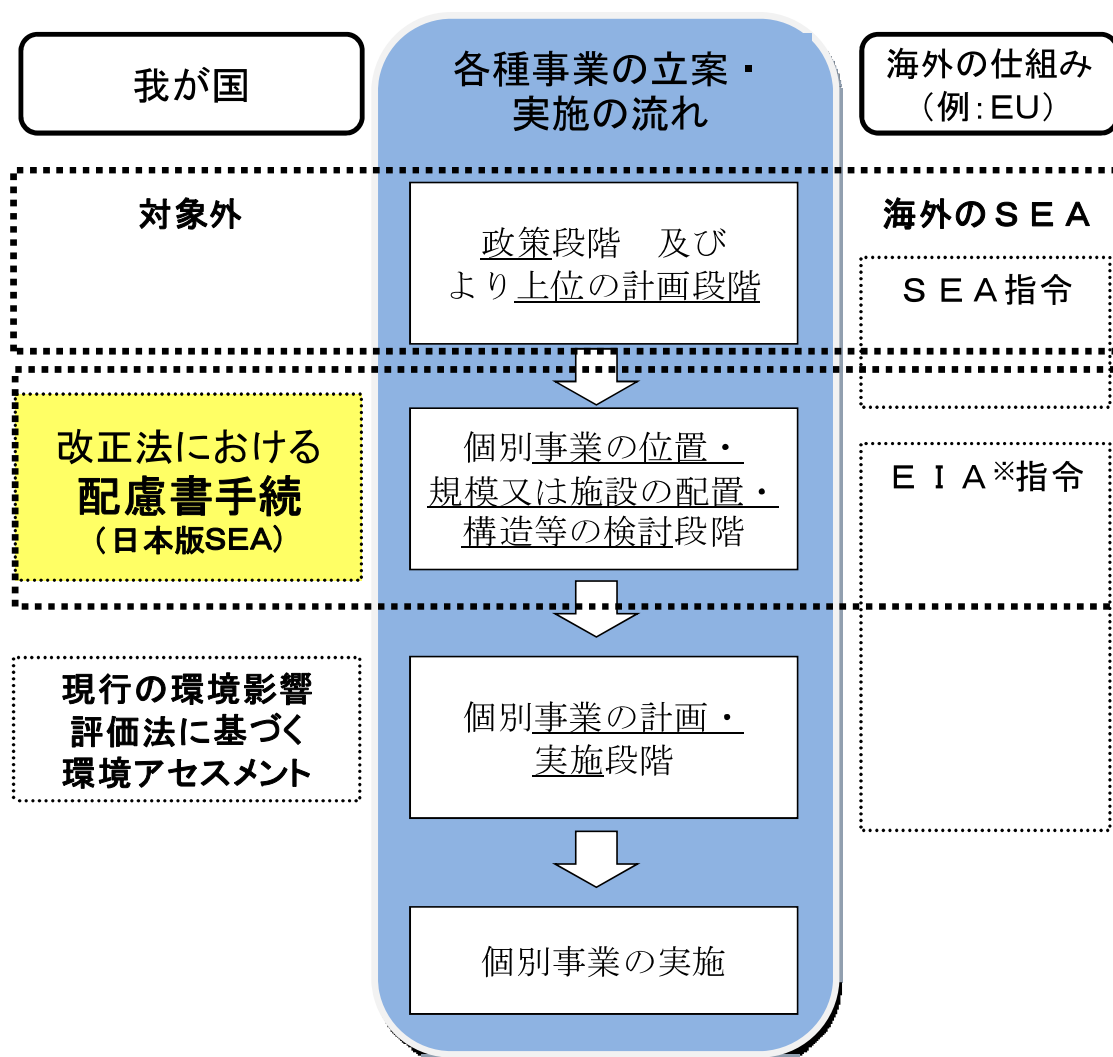 我が国
各種事業の立案・
実施の流れ
海外の仕組み
（例：EU）
対象外
政策段階　及び
より上位の計画段階
海外のＳＥＡ
ＳＥＡ指令
改正法における
配慮書手続
（日本版SEA）
個別事業の位置・
規模又は施設の配置・
構造等の検討段階
ＥＩＡ※指令
現行の環境影響
評価法に基づく
環境アセスメント
個別事業の計画・
実施段階
個別事業の実施